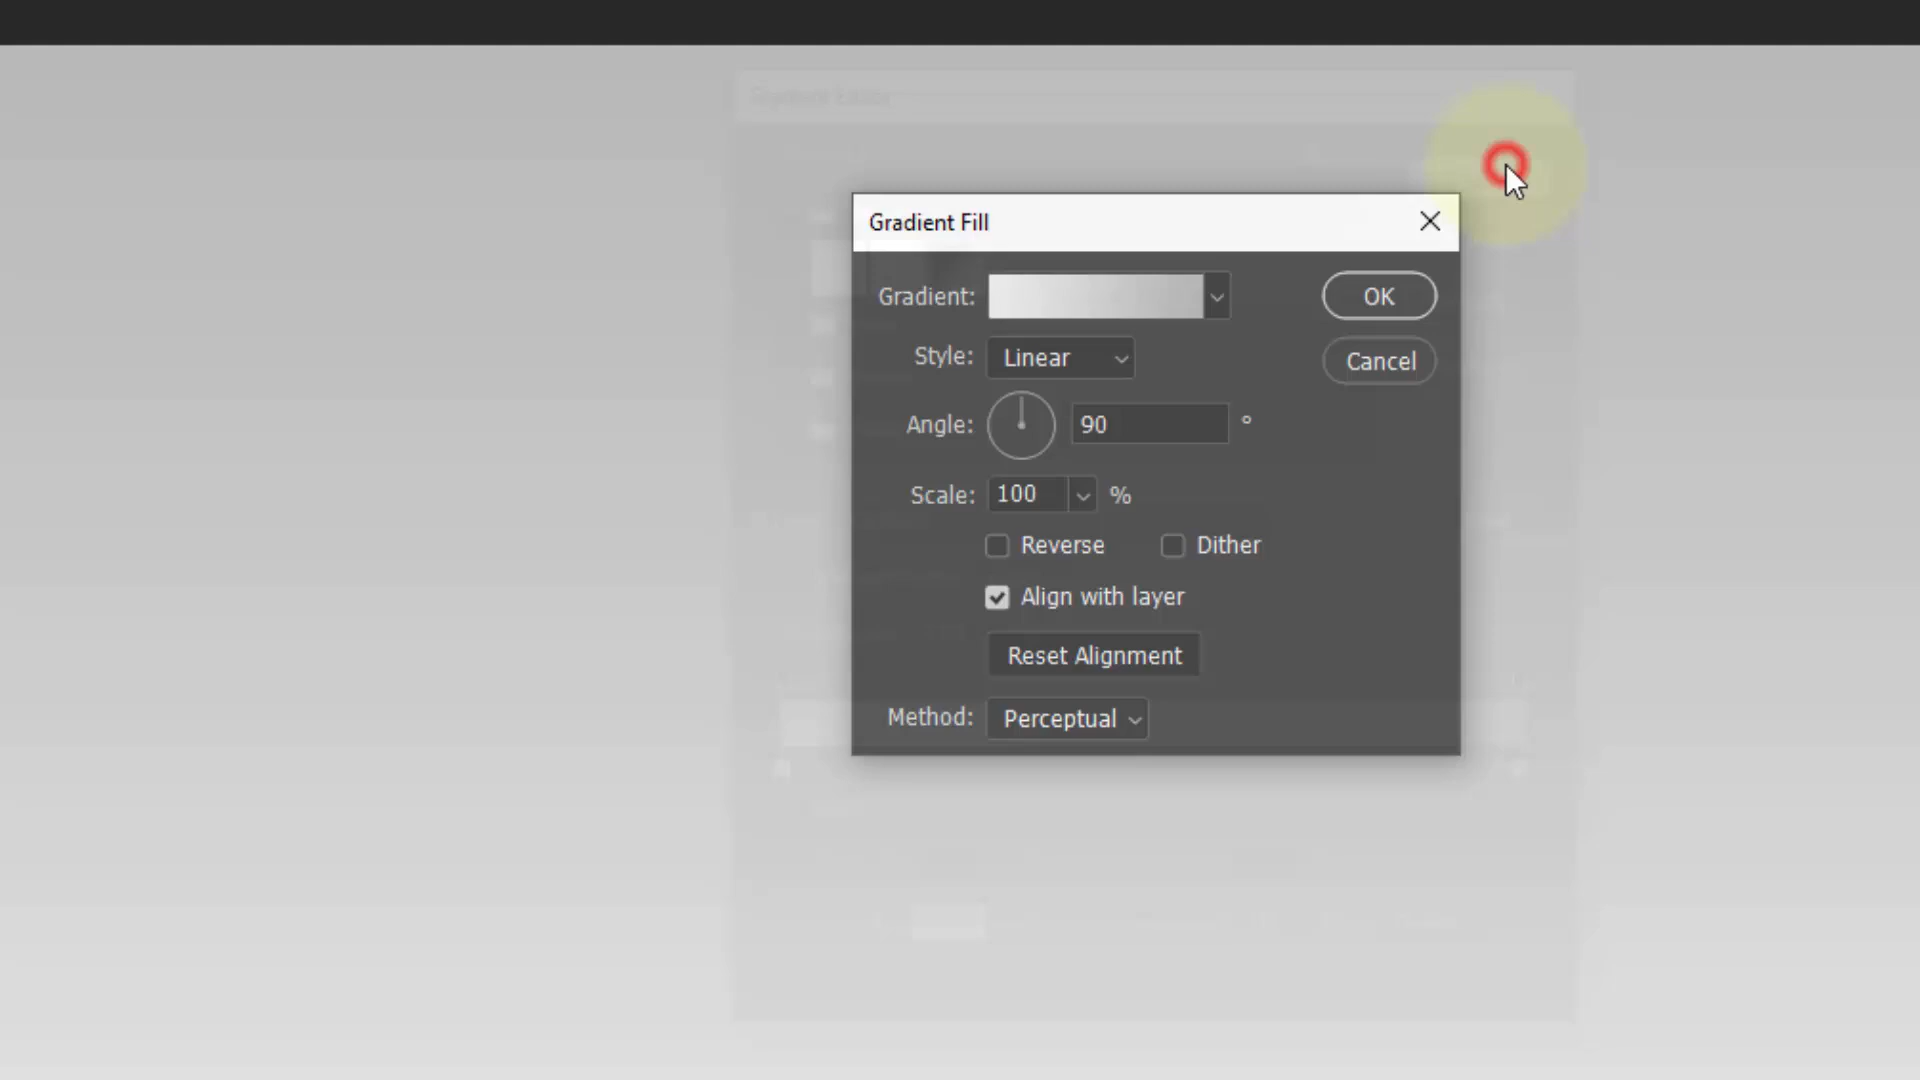 Gradient Fill
Gradient:
OK
Style: Linear
Cancel
Angle: 90 °
Scale: 100 %
Reverse Dither
Align with layer
Reset Alignment
Method: Perceptual